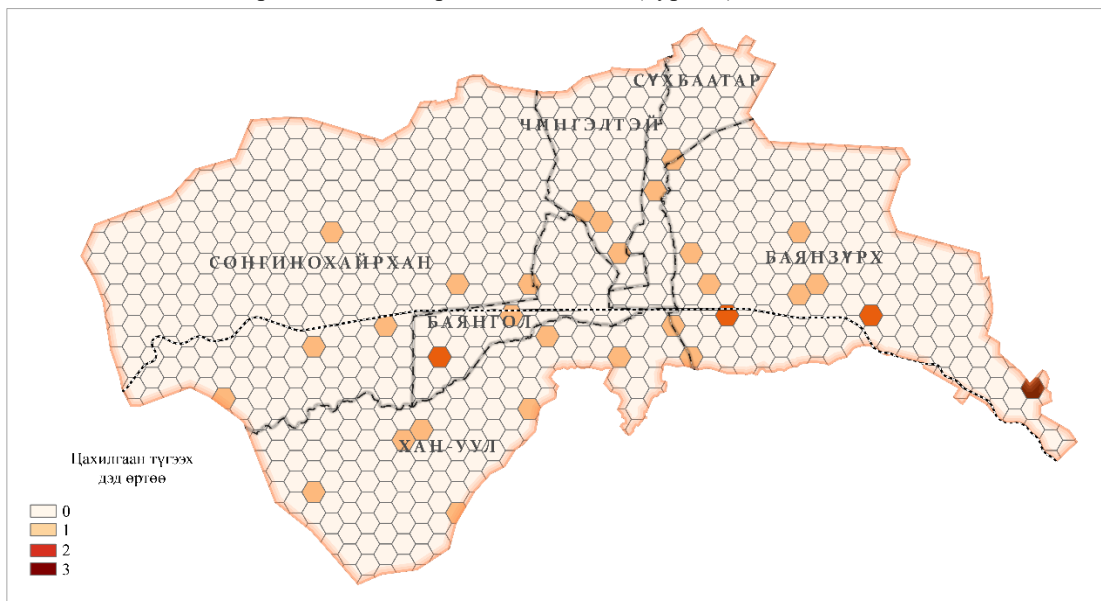 СҮХБААТАР
ЧИНГЭЛТЭЙ
СОНГИНОХАЙРХАН
БАЯНЗҮРХ
БАЯНГОЛ
ХАН-УУЛ
Цахилгаан түгээх
дэд өртөө
0
1
2
3